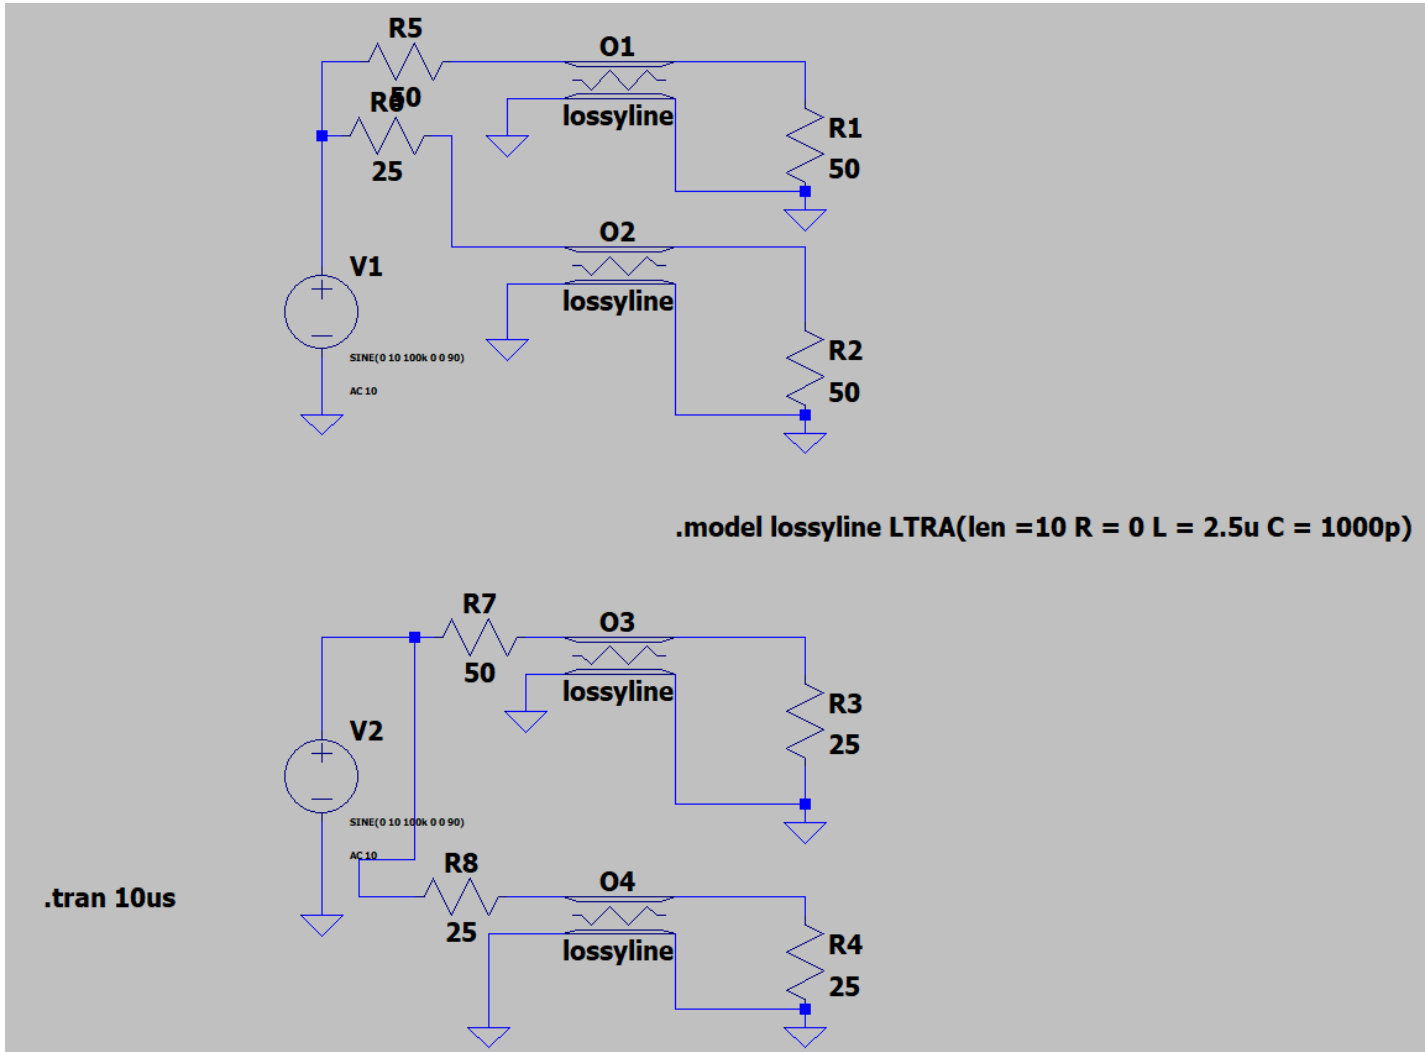 R5
O1
50
R6
lossyline
R1
25
50
O2
V1
lossyline
R2
SINE(0 10 100k 0 0 90)
AC 10
50
.model lossyline LTRA(len =10 R = 0 L = 2.5u C = 1000p)
R7
O3
50
lossyline
R3
V2
25
SINE(0 10 100k 0 0 90)
AC 10
R8
O4
.tran 10us
25
lossyline
R4
25